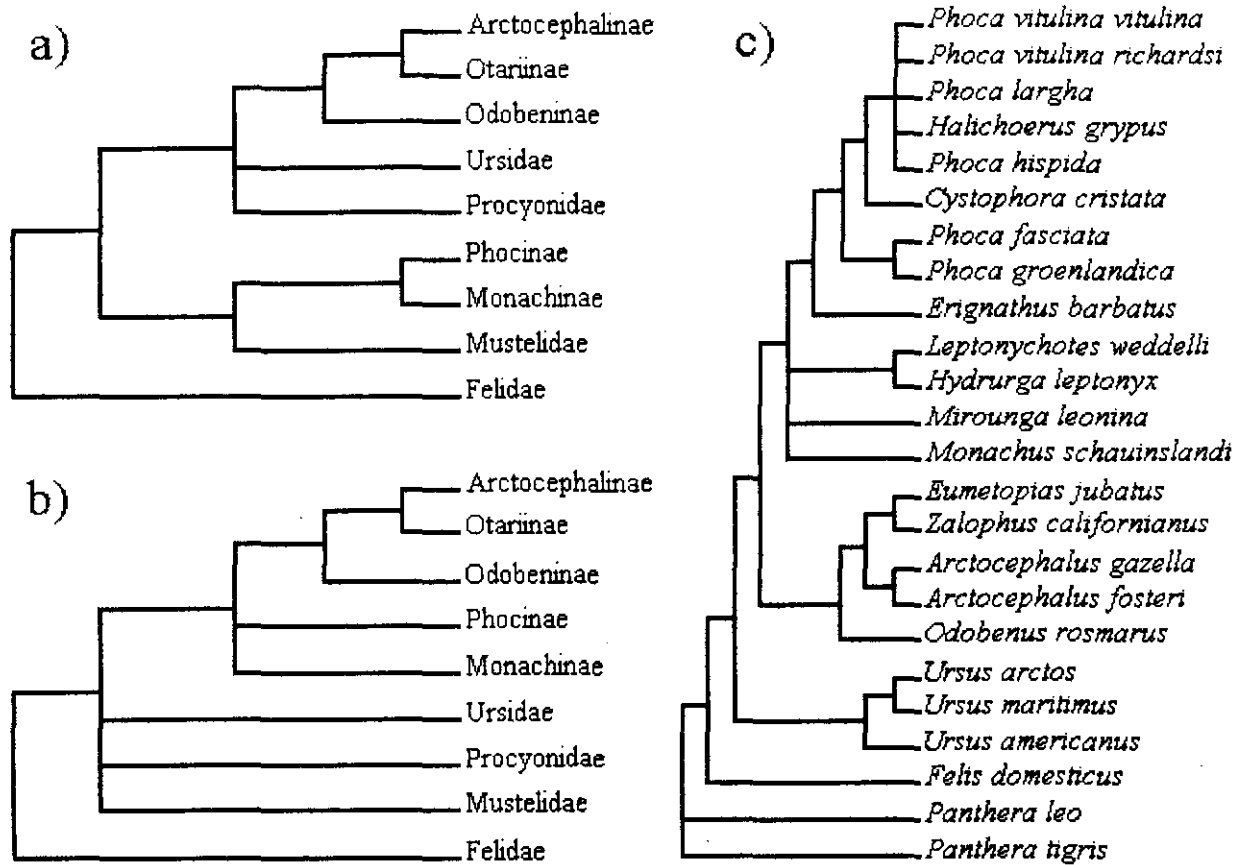 a)
Arctocephalinae
Otariinae
Odobeninae
Ursidae
Procyonidae
Phocinae
Monachinae
Mustelidae
Felidae
b)
Arctocephalinae
Otariinae
Odobeninae
Phocinae
Monachinae
Ursidae
Procyonidae
Mustelidae
Felidae
c)
Phoca vitulina vitulina
Phoca vitulina richardsi
Phoca largha
Halichoerus grypus
Phoca hispida
Cystophora cristata
Phoca fasciata
Phoca groenlandica
Erignathus barbatus
Leptonychotes weddelli
Hydrurga leptonyx
Mirounga leonina
Monachus schauinslandi
Eumetopias jubatus
Zalophus californianus
Arctocephalus gazella
Arctocephalus fosteri
Odobenus rosmarus
Ursus arctos
Ursus maritimus
Ursus americanus
Felis domesticus
Panthera leo
Panthera tigris